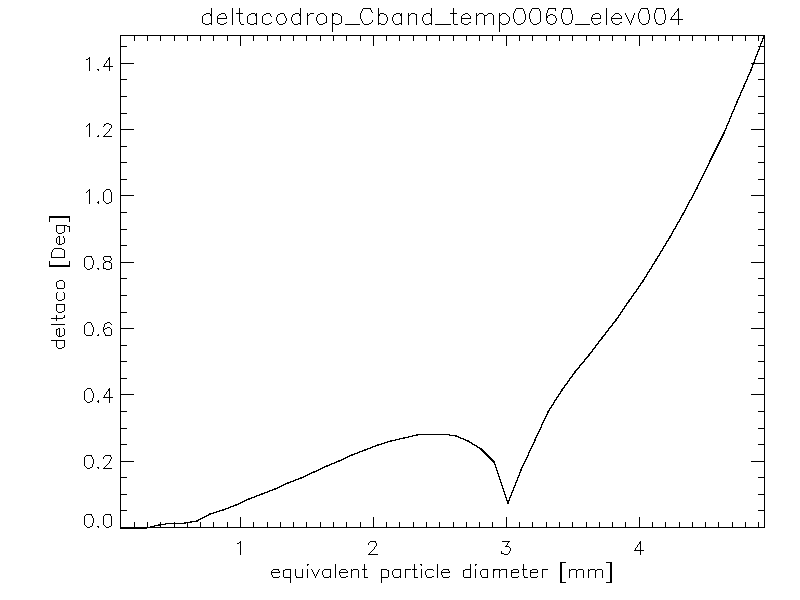 deltacodrop_Cband_temp0060_elev004
1.4
1.2
1.0
0.8
0.6
0.4
0.2
0.0
deltaco [Deg]
1 2 3 4
equivalent particle diameter [mm]